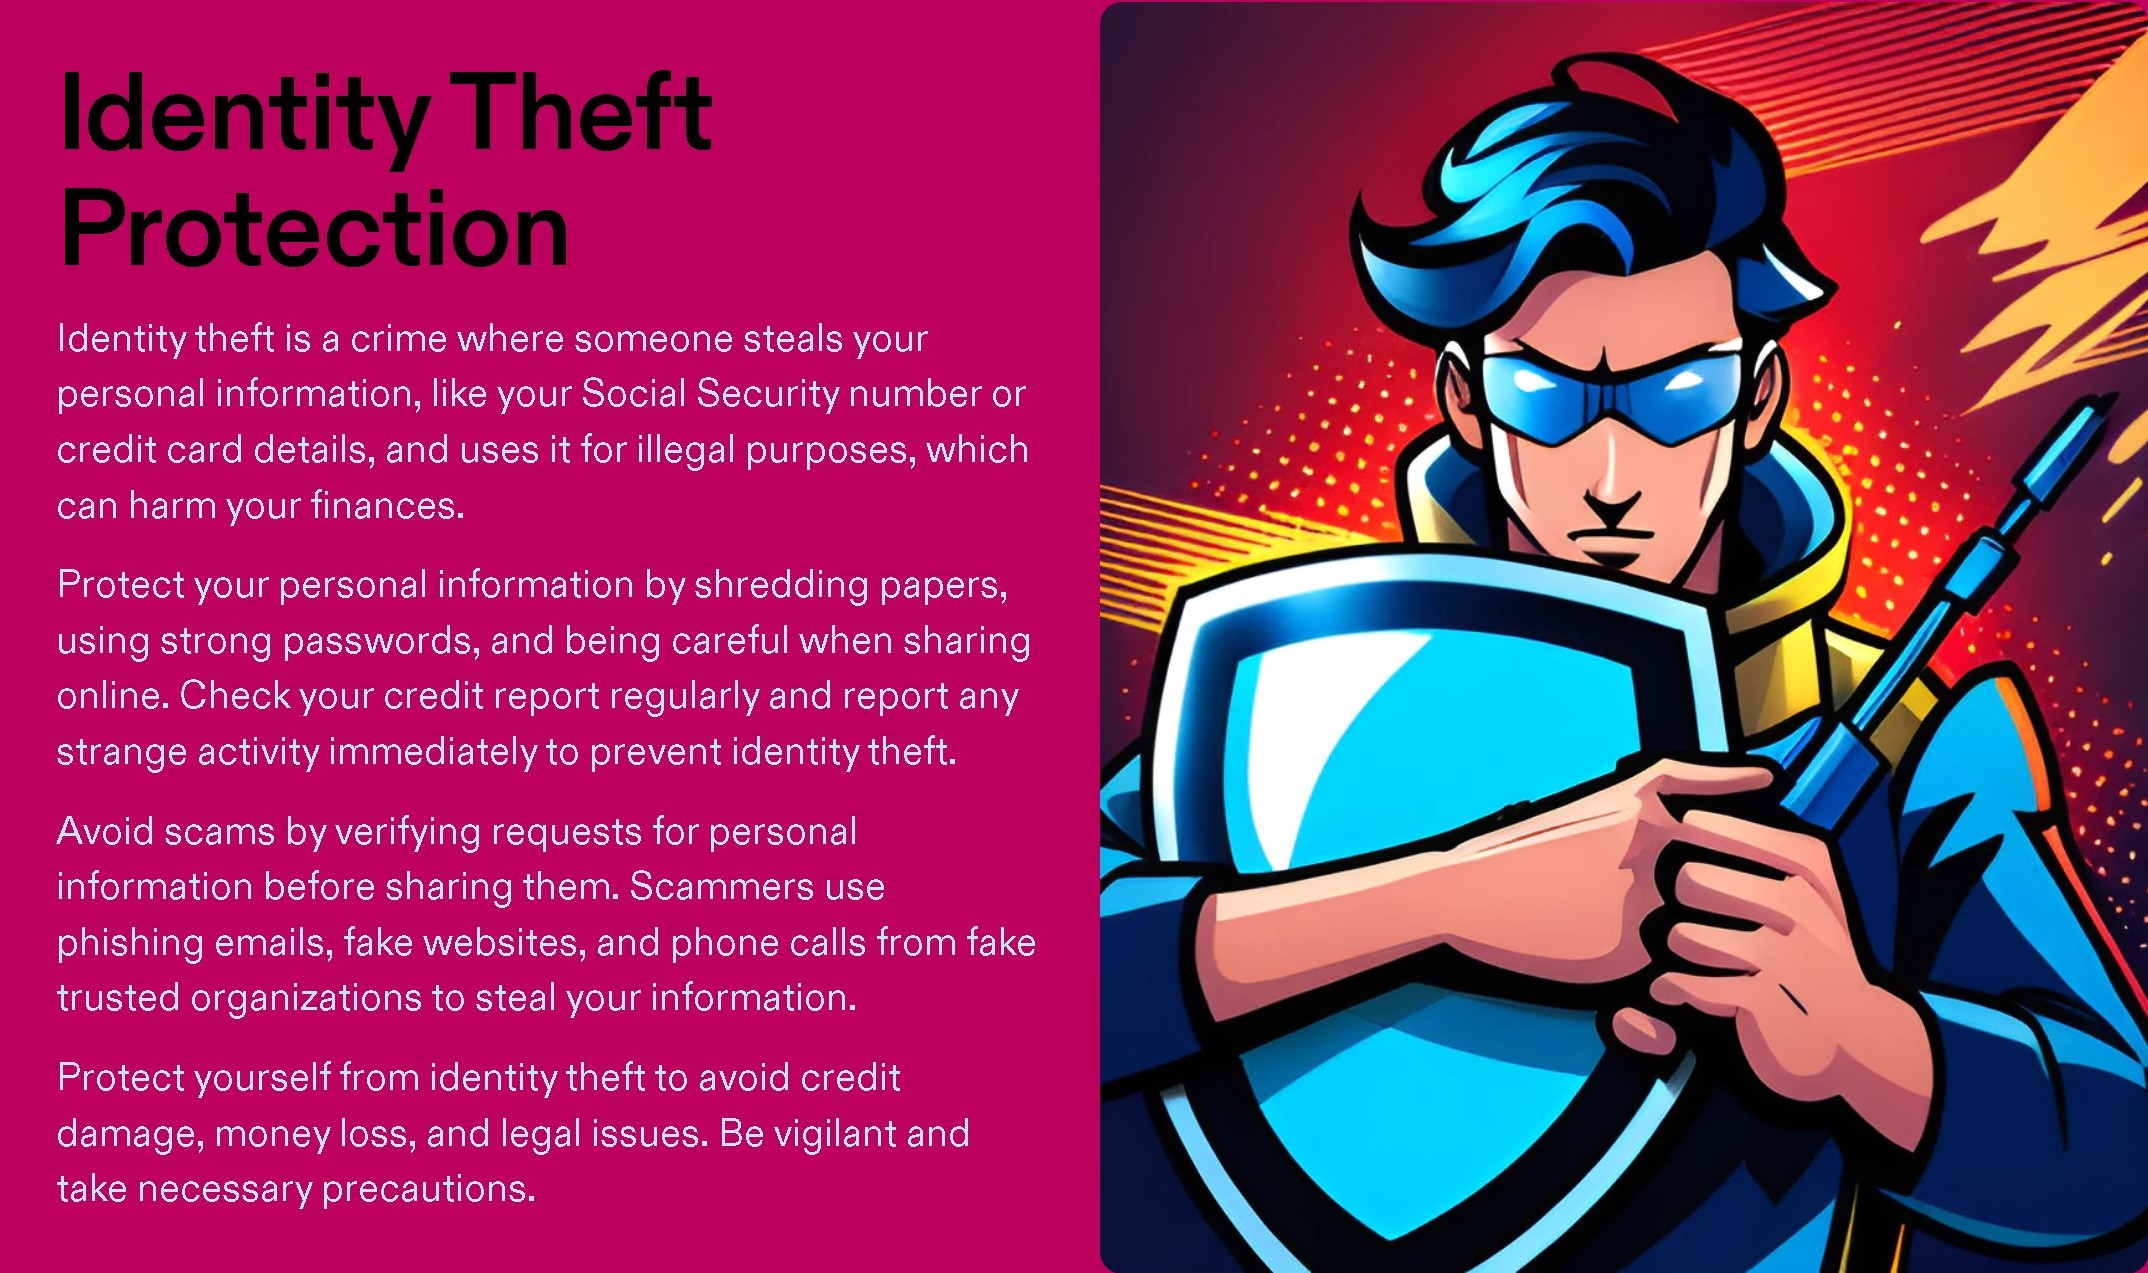 Identity Theft
Protection
Identity theft is a crime where someone steals your
personal information, like your Social Security number or
credit card details, and uses it for illegal purposes, which
can harm your finances.
Protect your personal information by shredding papers,
using strong passwords, and being careful when sharing
online. Check your credit report regularly and report any
strange activity immediately to prevent identity theft.
Avoid scams by verifying requests for personal
information before sharing them. Scammers use
phishing emails, fake websites, and phone calls from fake
trusted organizations to steal your information.
Protect yourself from identity theft to avoid credit
damage, money loss, and legal issues. Be vigilant and
take necessary precautions.